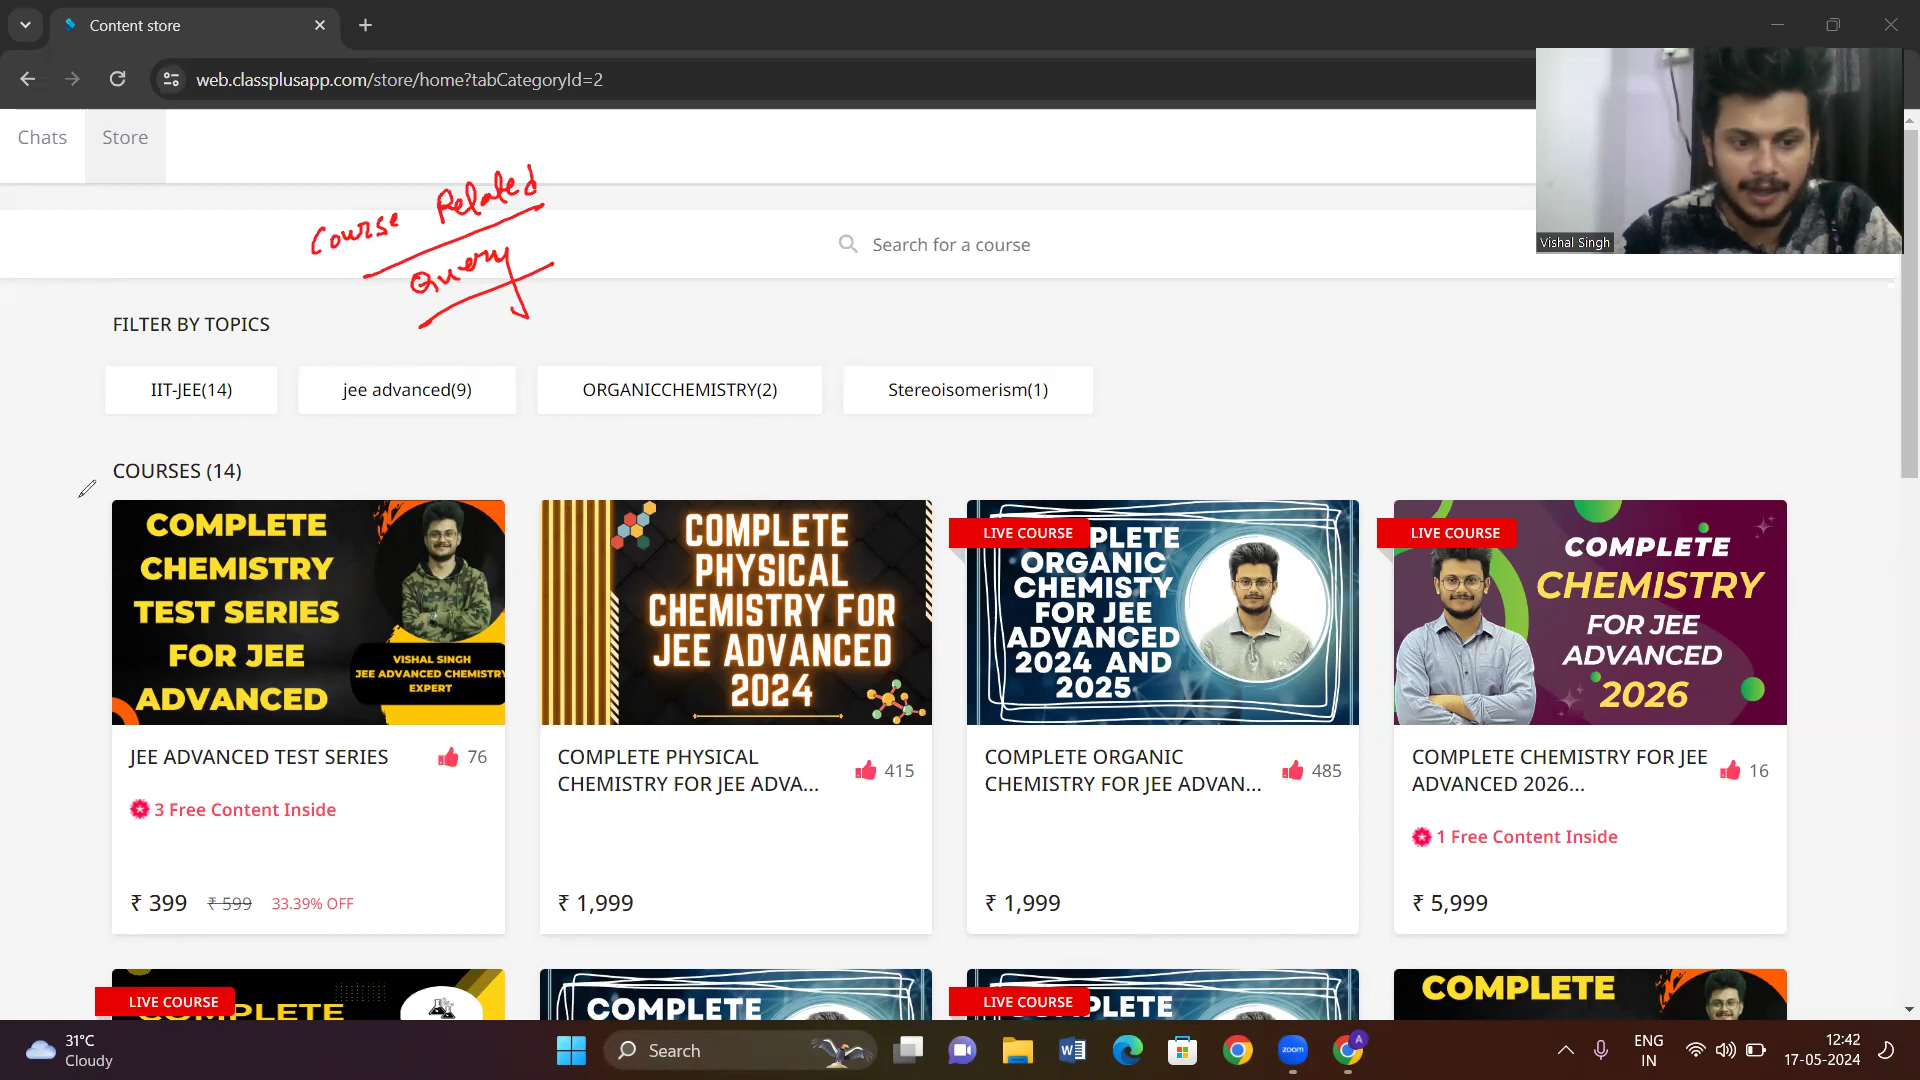 Content store
web.classplusapp.com/store/home?tabCategoryId=2
Chats
Store
Course Related
Query
Search for a course
Vishal Singh
FILTER BY TOPICS
IIT-JEE(14)
jee advanced(9)
ORGANICCHEMISTRY(2)
Stereoisomerism(1)
COURSES (14)
COMPLETE
CHEMISTRY
TEST SERIES
FOR JEE
ADVANCED
VISHAL SINGH
JEE ADVANCED CHEMISTRY
EXPERT
JEE ADVANCED TEST SERIES
76
3 Free Content Inside
₹ 399 ₹ 599 33.39% OFF
COMPLETE
PHYSICAL
CHEMISTRY FOR
JEE ADVANCED
2024
COMPLETE PHYSICAL
CHEMISTRY FOR JEE ADVA...
415
₹ 1,999
LIVE COURSE
PLETE
ORGANIC
CHEMISTY
FOR JEE
ADVANCED
2024 AND
2025
COMPLETE ORGANIC
CHEMISTRY FOR JEE ADVAN...
485
₹ 1,999
LIVE COURSE
COMPLETE
CHEMISTRY
FOR JEE
ADVANCED
2026
COMPLETE CHEMISTRY FOR JEE
ADVANCED 2026...
16
1 Free Content Inside
₹ 5,999
LIVE COURSE
COMPLETE
COMPLETE
LIVE COURSE
PLETE
COMPLETE
31°C
Cloudy
Search
zoom
A
ENG
IN
12:42
17-05-2024